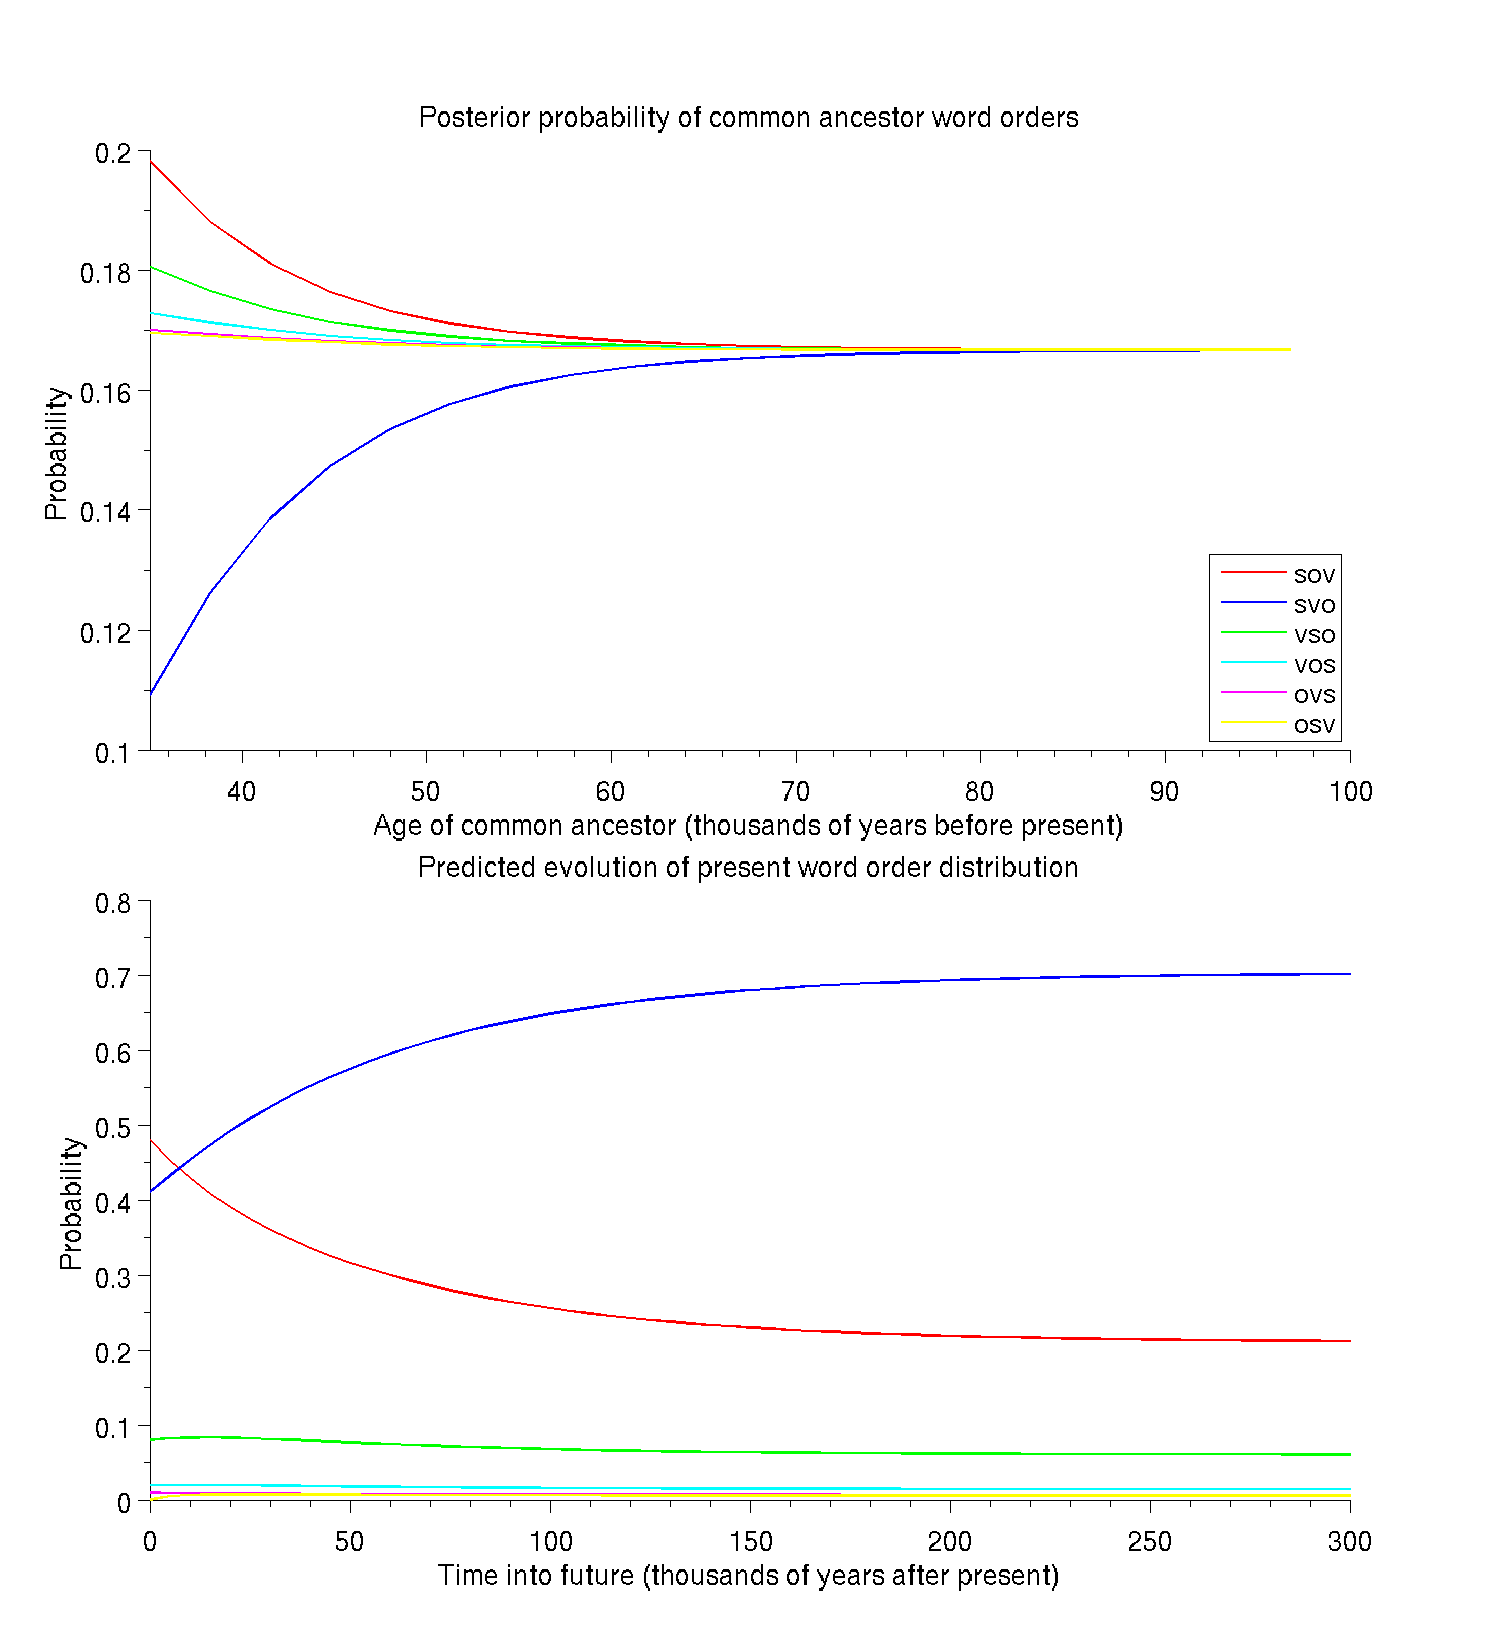 Posterior probability of common ancestor word orders
0.2
0.18
0.16
0.14
0.12
0.1
Probability
SOV
SVO
VSO
VOS
OVS
OSV
40 50 60 70 80 90 100
Age of common ancestor (thousands of years before present)
Predicted evolution of present word order distribution
0.8
0.7
0.6
0.5
0.4
0.3
0.2
0.1
0
Probability
0 50 100 150 200 250 300
Time into future (thousands of years after present)